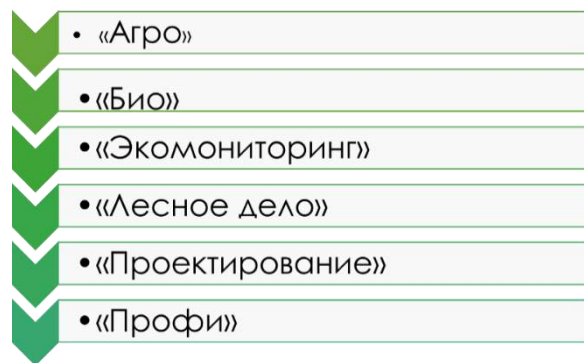 • «Агро»
• «Био»
• «Экомониторинг»
• «Лесное дело»
• «Проектирование»
• «Профи»